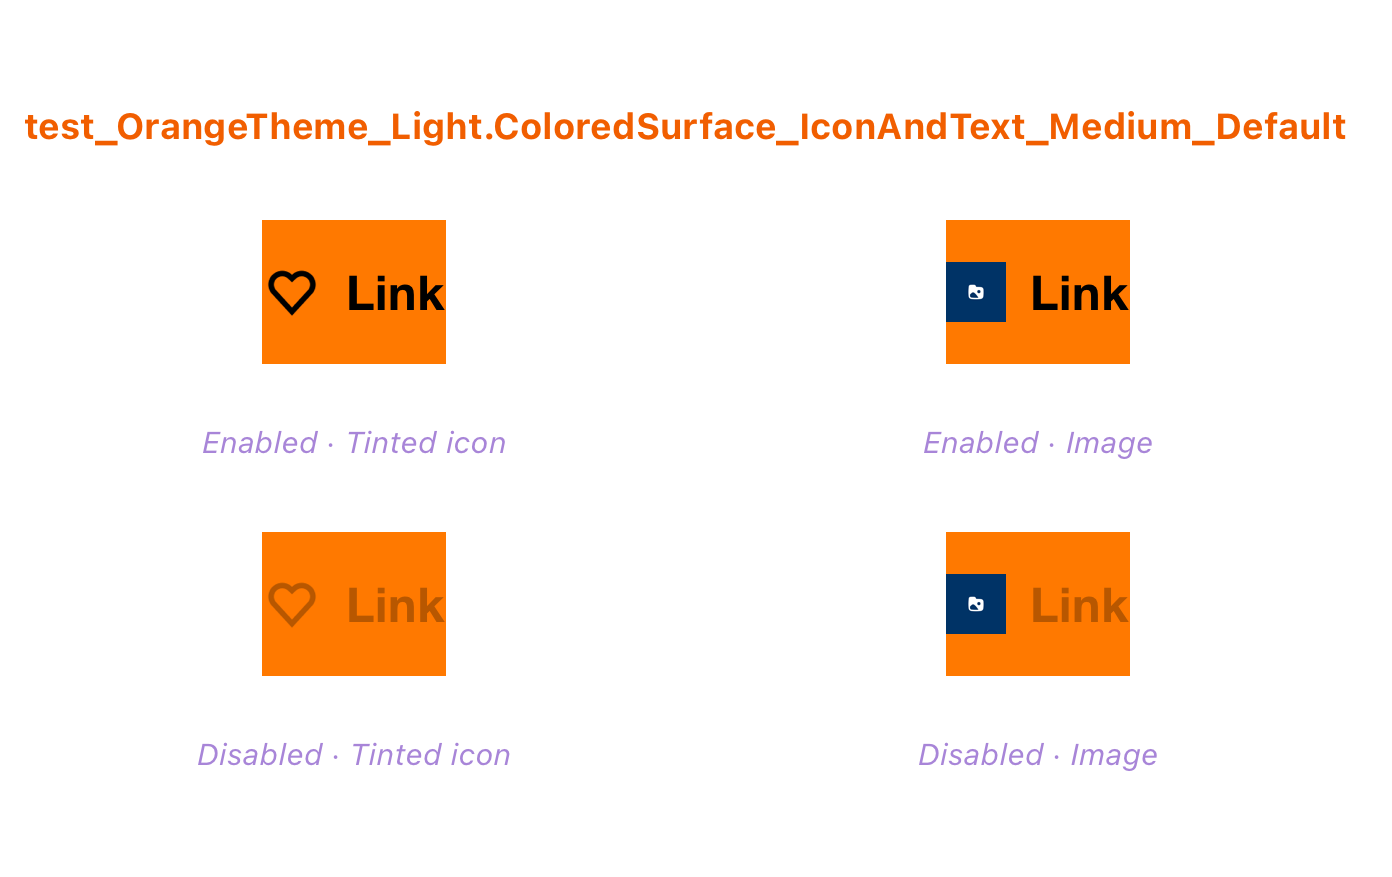 test_OrangeTheme_Light.ColoredSurface_IconAndText_Medium_Default
Link
Link
Enabled · Tinted icon
Enabled · Image
Link
Link
Disabled · Tinted icon
Disabled · Image